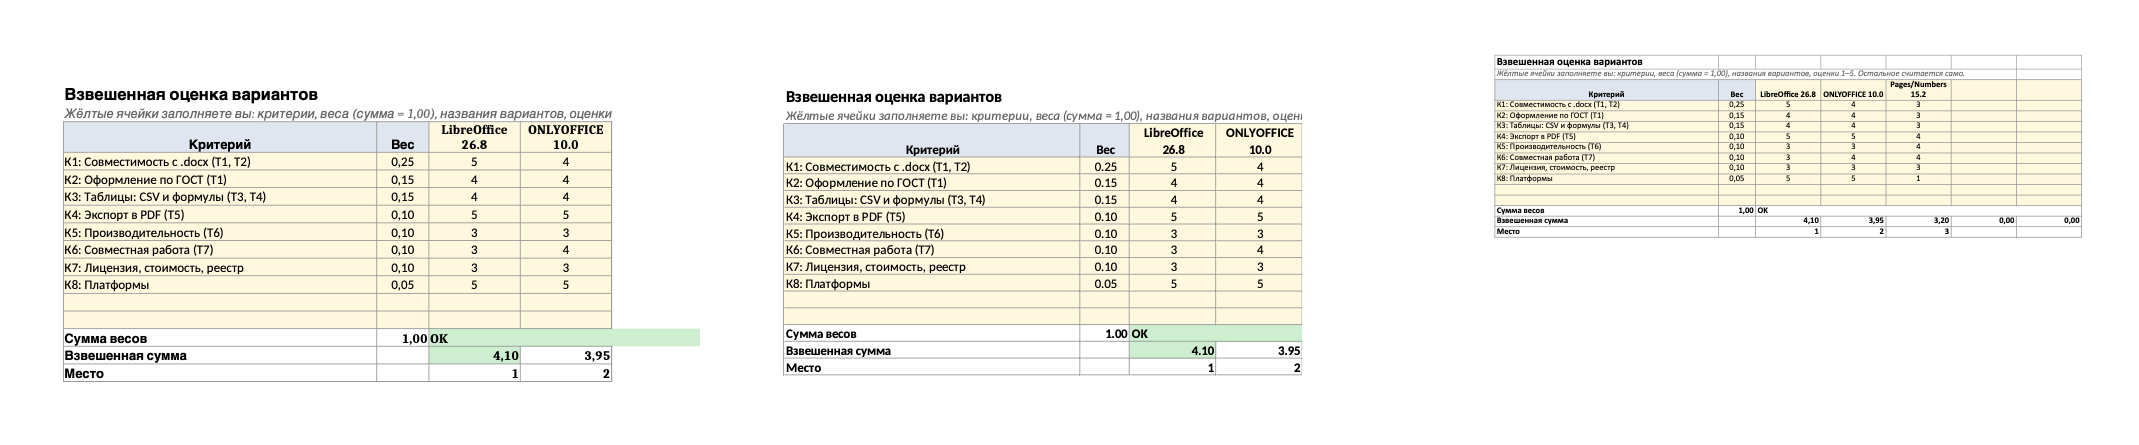 Взвешенная оценка вариантов
Жёлтые ячейки заполняете вы: критерии, веса (сумма = 1,00), названия вариантов, оценки
Критерий Вес LibreOffice 26.8 ONLYOFFICE 10.0
К1: Совместимость с .docx (Т1, Т2) 0,25 5 4
К2: Оформление по ГОСТ (Т1) 0,15 4 4
К3: Таблицы: CSV и формулы (Т3, Т4) 0,15 4 4
К4: Экспорт в PDF (Т5) 0,10 5 5
К5: Производительность (Т6) 0,10 3 3
К6: Совместная работа (Т7) 0,10 3 4
К7: Лицензия, стоимость, реестр 0,10 3 3
К8: Платформы 0,05 5 5
Сумма весов 1,00 OK
Взвешенная сумма 4,10 3,95
Место 1 2
Взвешенная оценка вариантов
Жёлтые ячейки заполняете вы: критерии, веса (сумма = 1,00), названия вариантов, оцен
Критерий Вес LibreOffice 26.8 ONLYOFFICE 10.0
К1: Совместимость с .docx (Т1, Т2) 0.25 5 4
К2: Оформление по ГОСТ (Т1) 0.15 4 4
К3: Таблицы: CSV и формулы (Т3, Т4) 0.15 4 4
К4: Экспорт в PDF (Т5) 0.10 5 5
К5: Производительность (Т6) 0.10 3 3
К6: Совместная работа (Т7) 0.10 3 4
К7: Лицензия, стоимость, реестр 0.10 3 3
К8: Платформы 0.05 5 5
Сумма весов 1.00 OK
Взвешенная сумма 4.10 3.95
Место 1 2
Взвешенная оценка вариантов
Жёлтые ячейки заполняете вы: критерии, веса (сумма = 1,00), названия вариантов, оценки 1–5. Остальное считается само.
Критерий Вес LibreOffice 26.8 ONLYOFFICE 10.0 Pages/Numbers 15.2
К1: Совместимость с .docx (Т1, Т2) 0,25 5 4 3
К2: Оформление по ГОСТ (Т1) 0,15 4 4 3
К3: Таблицы: CSV и формулы (Т3, Т4) 0,15 4 4 3
К4: Экспорт в PDF (Т5) 0,10 5 5 4
К5: Производительность (Т6) 0,10 3 3 4
К6: Совместная работа (Т7) 0,10 3 4 4
К7: Лицензия, стоимость, реестр 0,10 3 3 3
К8: Платформы 0,05 5 5 1
Сумма весов 1,00 OK
Взвешенная сумма 4,10 3,95 3,20 0,00 0,00
Место 1 2 3